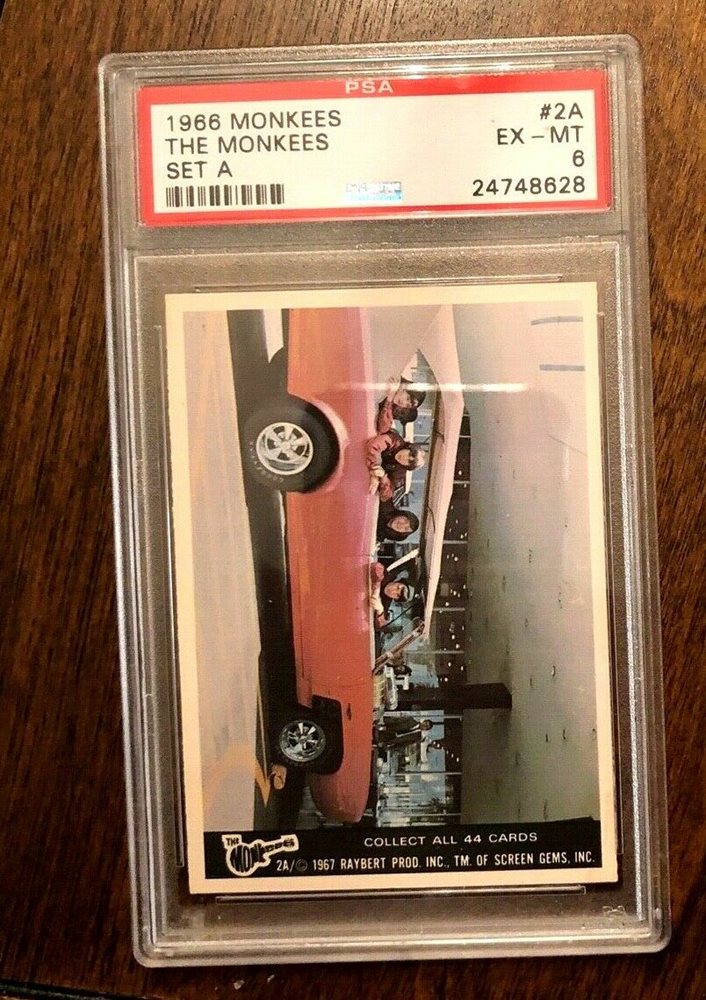 PSA
1966 MONKEES #2A
THE MONKEES EX-MT
SET A 6
24748628
COLLECT ALL 44 CARDS
THE MONKEES
2A/© 1967 RAYBERT PROD. INC., TM. OF SCREEN GEMS, INC.